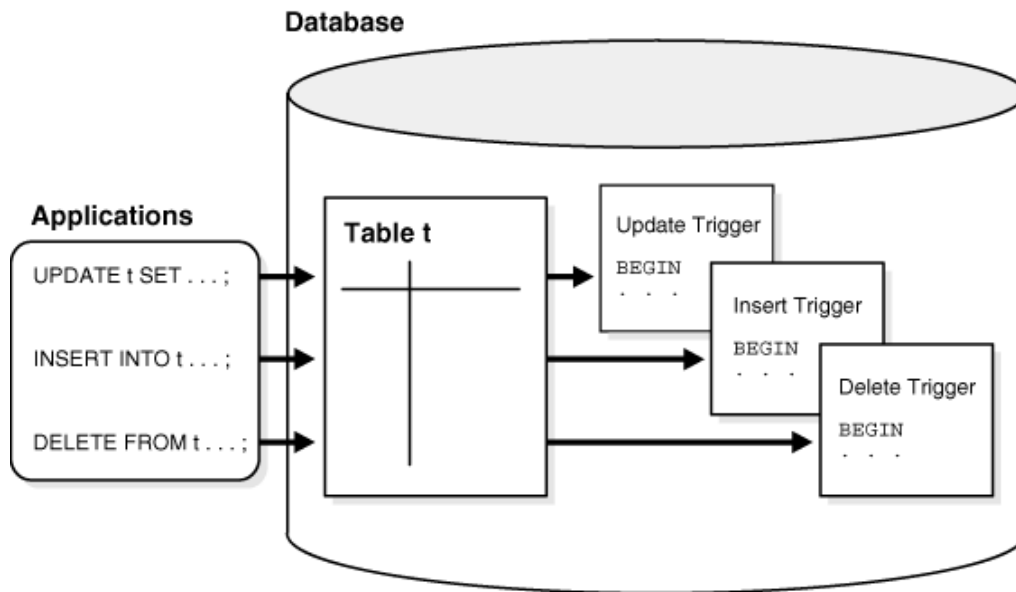 Database
Applications
UPDATE t SET . . . ;
INSERT INTO t . . . ;
DELETE FROM t . . . ;
Table t
Update Trigger
BEGIN
. . .
Insert Trigger
BEGIN
. . .
Delete Trigger
BEGIN
. . .